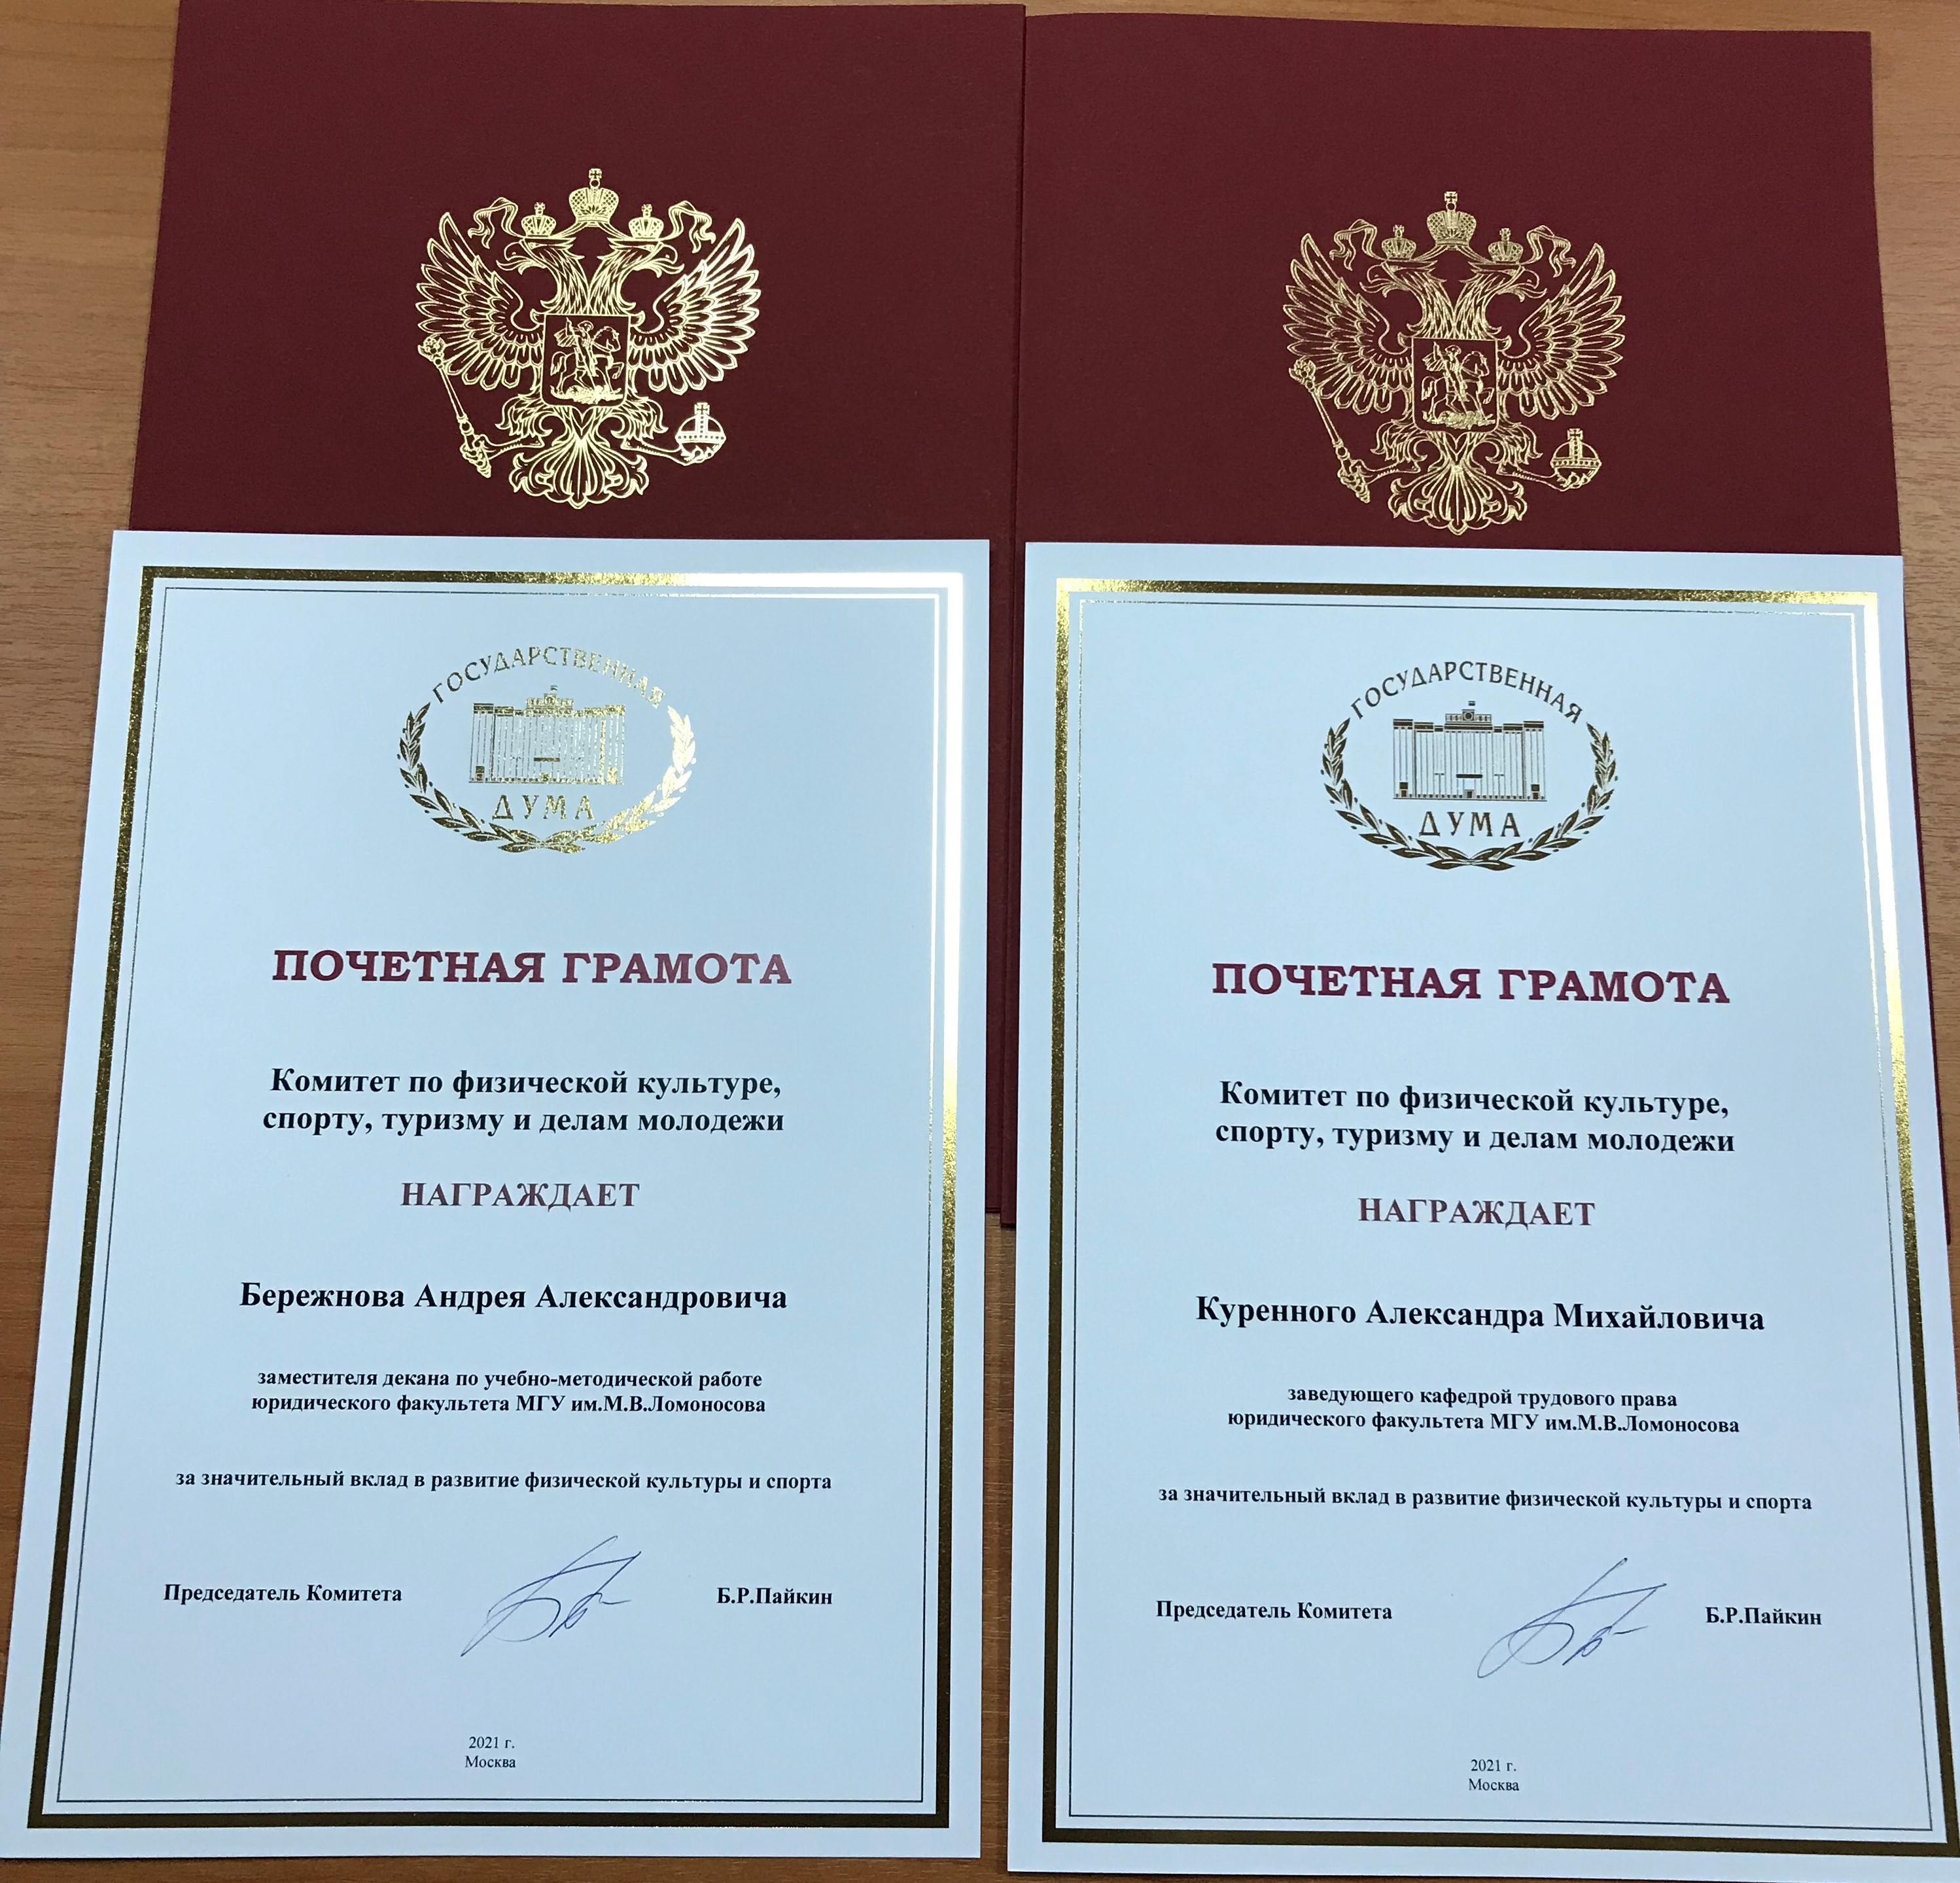 ГОСУДАРСТВЕННАЯ
ДУМА
ПОЧЕТНАЯ ГРАМОТА
Комитет по физической культуре,
спорту, туризму и делам молодежи
НАГРАЖДАЕТ
Бережнова Андрея Александровича
заместителя декана по учебно-методической работе
юридического факультета МГУ им.М.В.Ломоносова
за значительный вклад в развитие физической культуры и спорта
Председатель Комитета Б.Р.Пайкин
2021 г.
Москва
ГОСУДАРСТВЕННАЯ
ДУМА
ПОЧЕТНАЯ ГРАМОТА
Комитет по физической культуре,
спорту, туризму и делам молодежи
НАГРАЖДАЕТ
Куренного Александра Михайловича
заведующего кафедрой трудового права
юридического факультета МГУ им.М.В.Ломоносова
за значительный вклад в развитие физической культуры и спорта
Председатель Комитета Б.Р.Пайкин
2021 г.
Москва